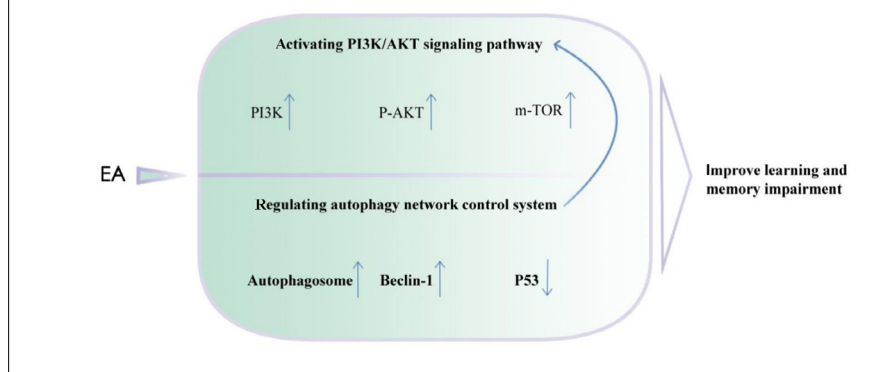 Activating PI3K/AKT signaling pathway
PI3K
P-AKT
m-TOR
EA
Improve learning and
memory impairment
Regulating autophagy network control system
Autophagosome
Beclin-1
P53